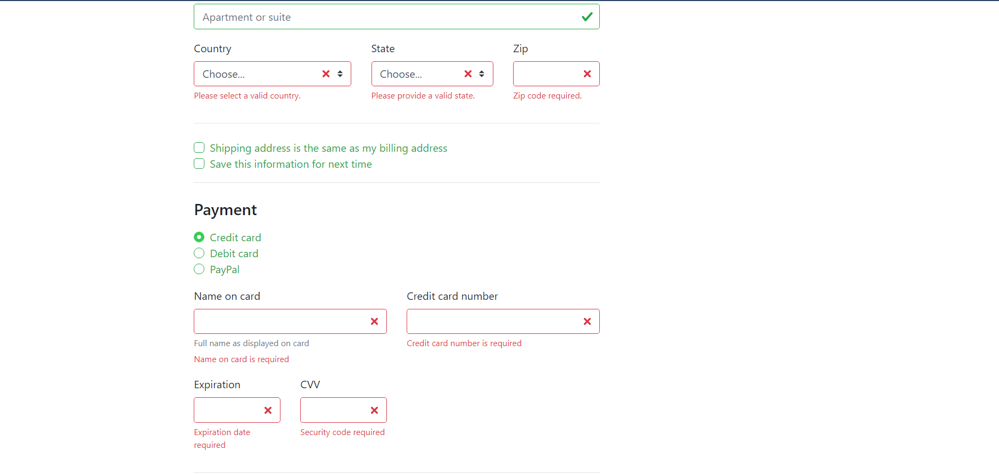 Apartment or suite
Country
State
Zip
Choose...
Choose...
Please select a valid country.
Please provide a valid state.
Zip code required.
Shipping address is the same as my billing address
Save this information for next time
Payment
Credit card
Debit card
PayPal
Name on card
Credit card number
Full name as displayed on card
Credit card number is required
Name on card is required
Expiration
CVV
Expiration date
required
Security code required